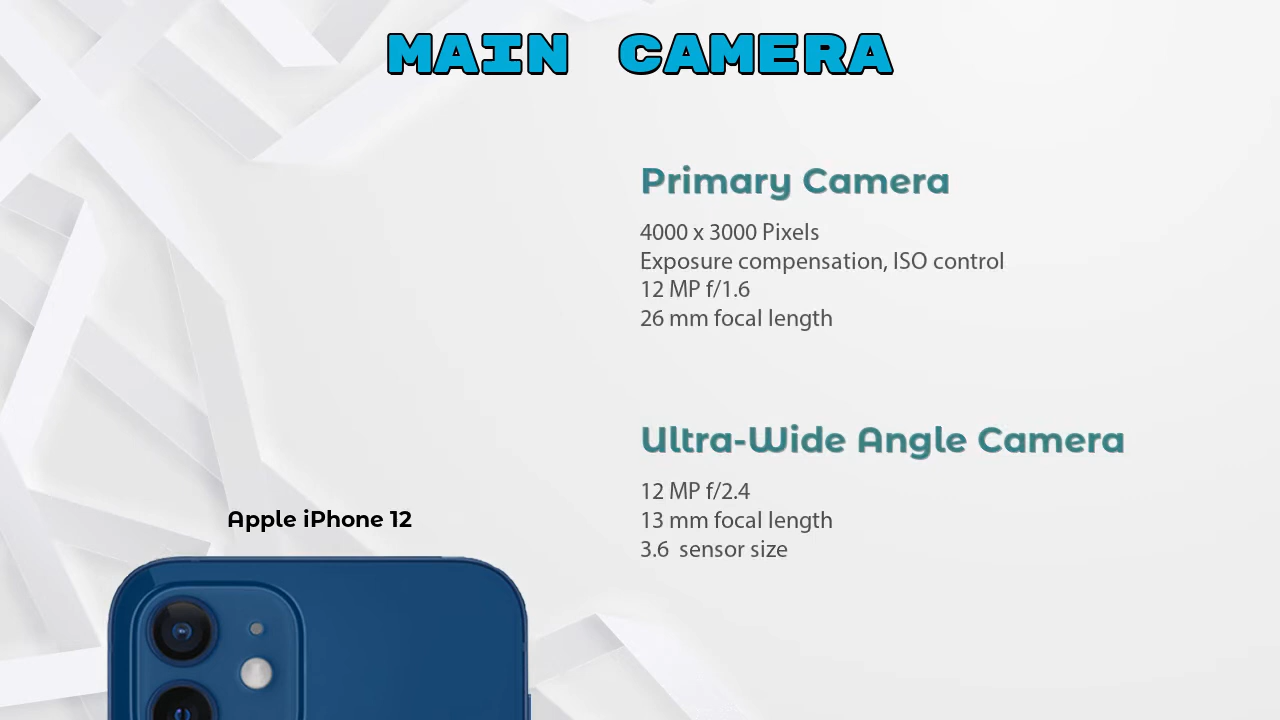 MAIN CAMERA
Primary Camera
4000 x 3000 Pixels
Exposure compensation, ISO control
12 MP f/1.6
26 mm focal length
Ultra-Wide Angle Camera
12 MP f/2.4
13 mm focal length
3.6  sensor size
Apple iPhone 12